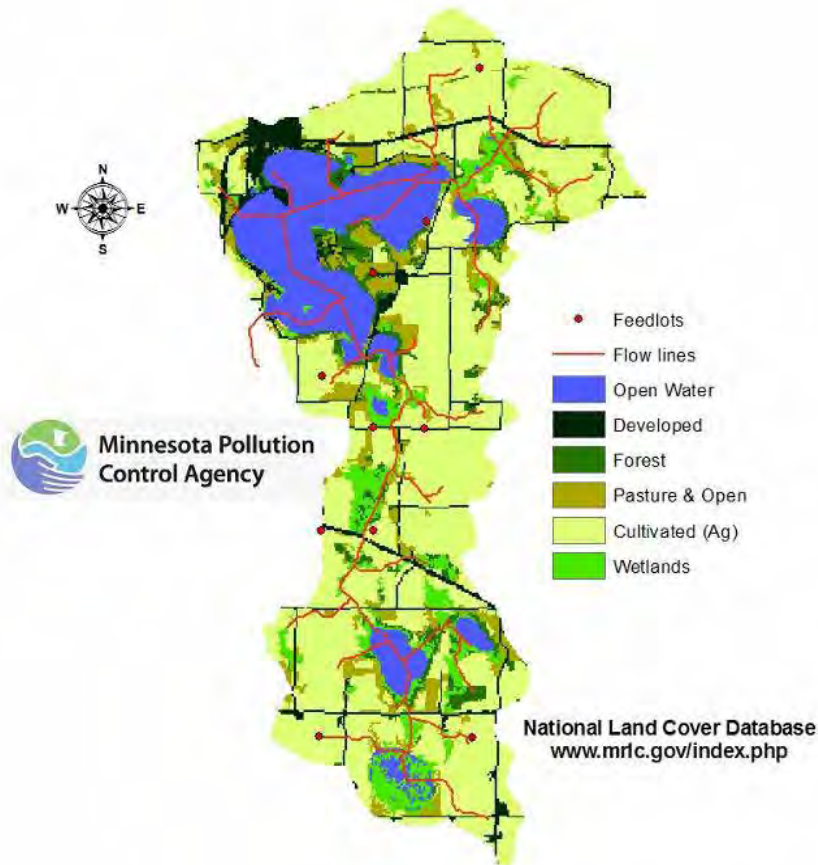 N
W E
S
Feedlots
Flow lines
Open Water
Developed
Forest
Pasture & Open
Cultivated (Ag)
Wetlands
Minnesota Pollution
Control Agency
National Land Cover Database
www.mrlc.gov/index.php